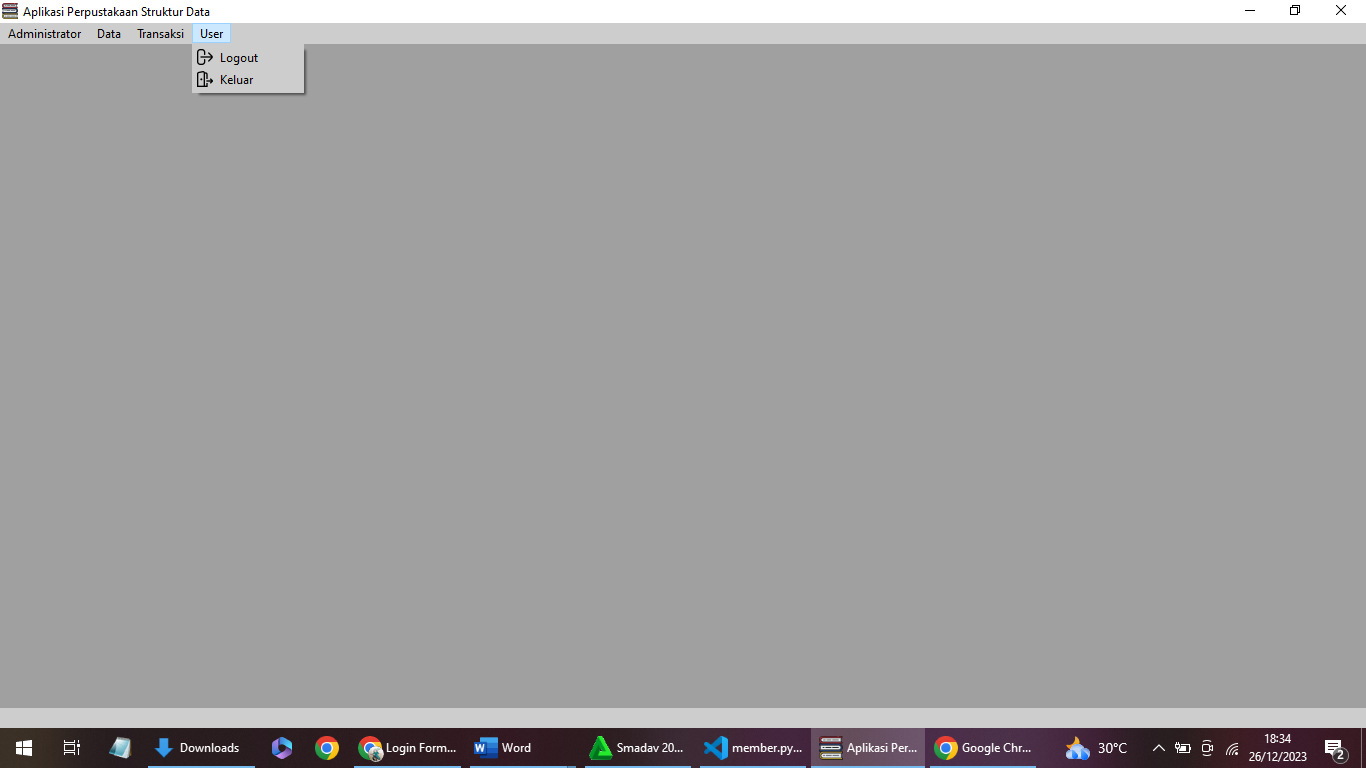 Aplikasi Perpustakaan Struktur Data
Administrator Data Transaksi User
Logout
Keluar
Downloads Login Form... Word Smadav 20... member.py... Aplikasi Per... Google Chr... 30°C 18:34
26/12/2023 2